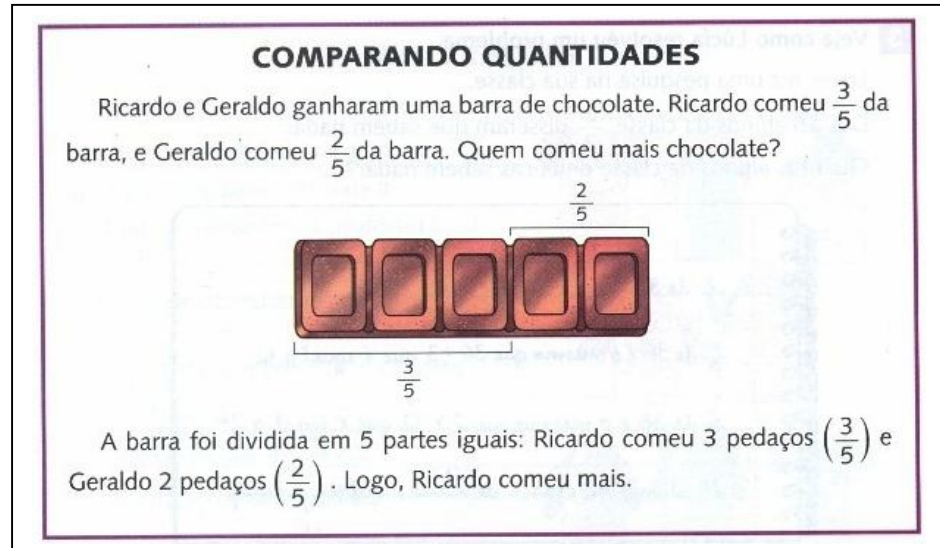 COMPARANDO QUANTIDADES
Ricardo e Geraldo ganharam uma barra de chocolate. Ricardo comeu 3/5 da
barra, e Geraldo comeu 2/5 da barra. Quem comeu mais chocolate?
2/5
3/5
A barra foi dividida em 5 partes iguais: Ricardo comeu 3 pedaços (3/5) e
Geraldo 2 pedaços (2/5). Logo, Ricardo comeu mais.